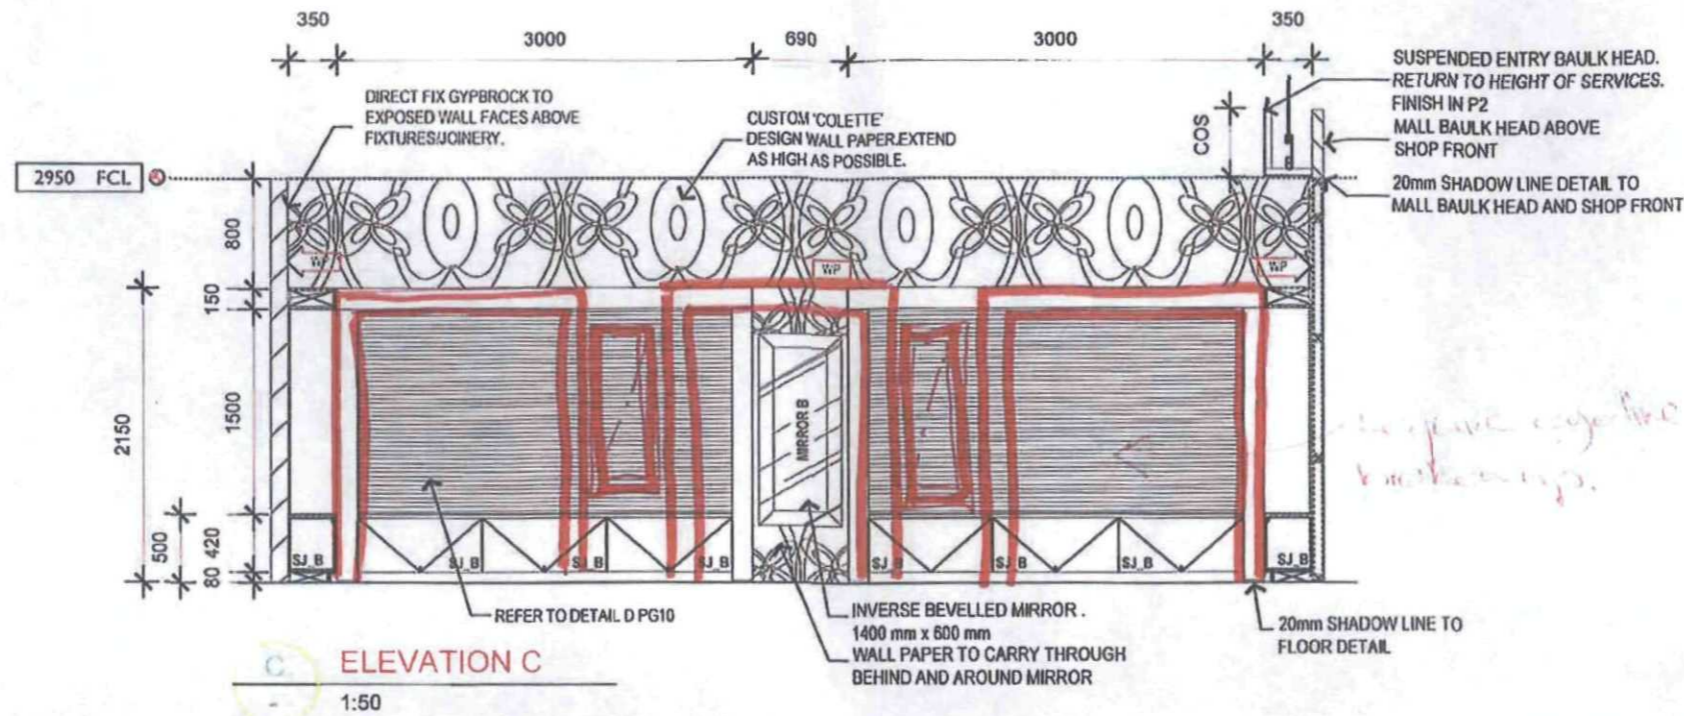 350
3000
690
3000
350
DIRECT FIX GYPBROCK TO
EXPOSED WALL FACES ABOVE
FIXTURES/JOINERY.
CUSTOM 'COLETTE'
DESIGN WALL PAPER.EXTEND
AS HIGH AS POSSIBLE.
COS
SUSPENDED ENTRY BAULK HEAD.
RETURN TO HEIGHT OF SERVICES.
FINISH IN P2
MALL BAULK HEAD ABOVE
SHOP FRONT
20mm SHADOW LINE DETAIL TO
MALL BAULK HEAD AND SHOP FRONT
2950 FCL
800
WP
WP
WP
150
2150
1500
MIRROR B
500
420
80
SJ_B
SJ_B
SJ_B
SJ_B
SJ_B
SJ_B
SJ_B
SJ_B
REFER TO DETAIL D PG10
INVERSE BEVELLED MIRROR .
1400 mm x 600 mm
WALL PAPER TO CARRY THROUGH
BEHIND AND AROUND MIRROR
20mm SHADOW LINE TO
FLOOR DETAIL
C
ELEVATION C
-
1:50